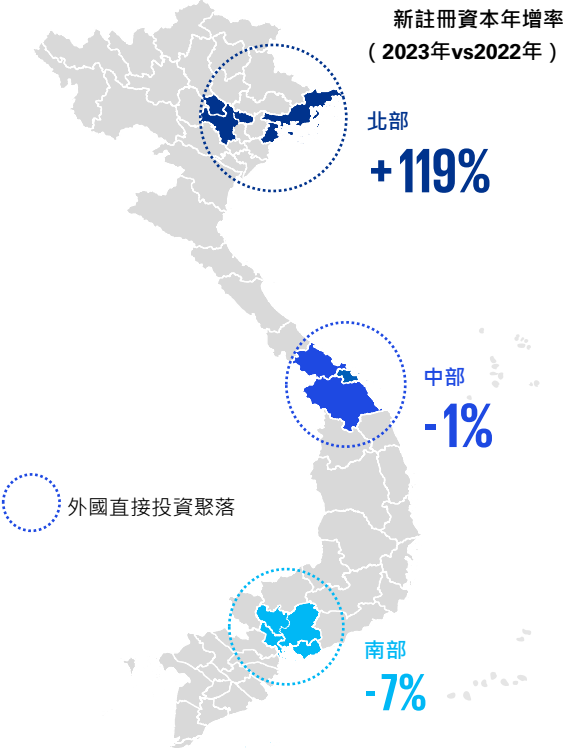 新註冊資本年增率
（2023年vs2022年）
北部
+119%
中部
-1%
外國直接投資聚落
南部
-7%